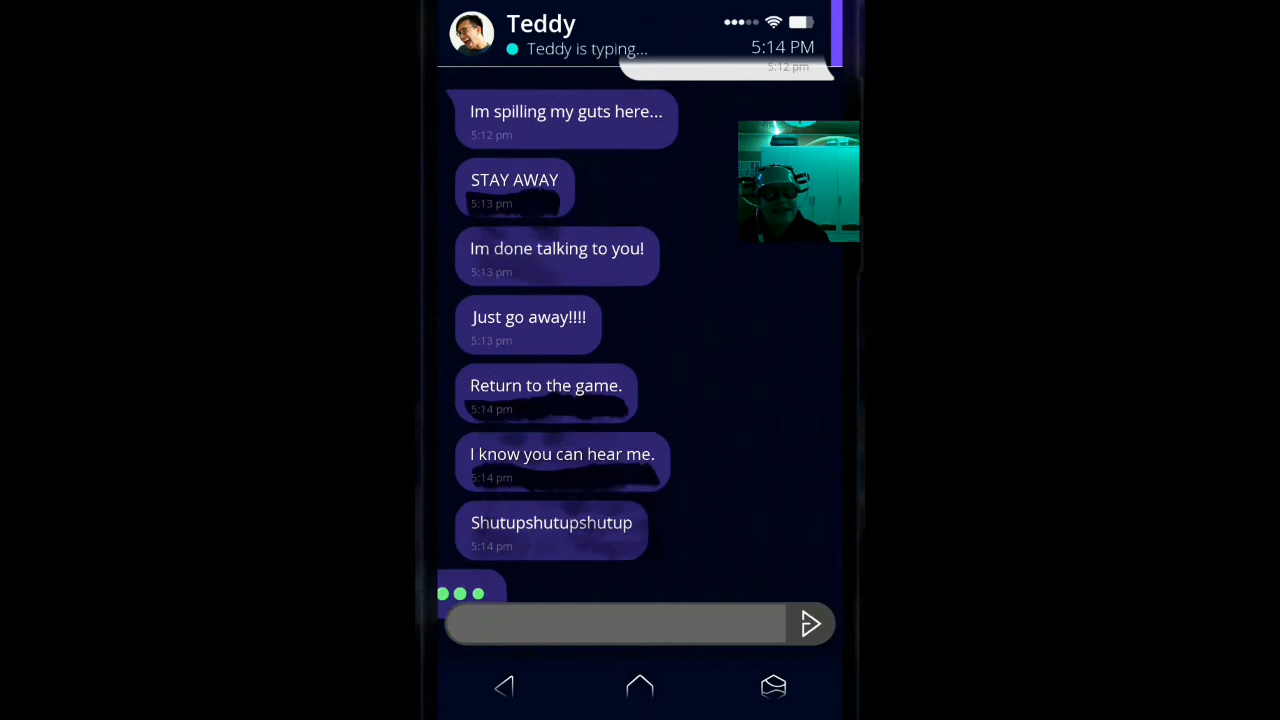 Teddy
Teddy is typing...
5:14 PM
5:12 pm
Im spilling my guts here...
5:12 pm
STAY AWAY
5:13 pm
Im done talking to you!
5:13 pm
Just go away!!!!
5:13 pm
Return to the game.
5:14 pm
I know you can hear me.
5:14 pm
Shutupshutupshutup
5:14 pm